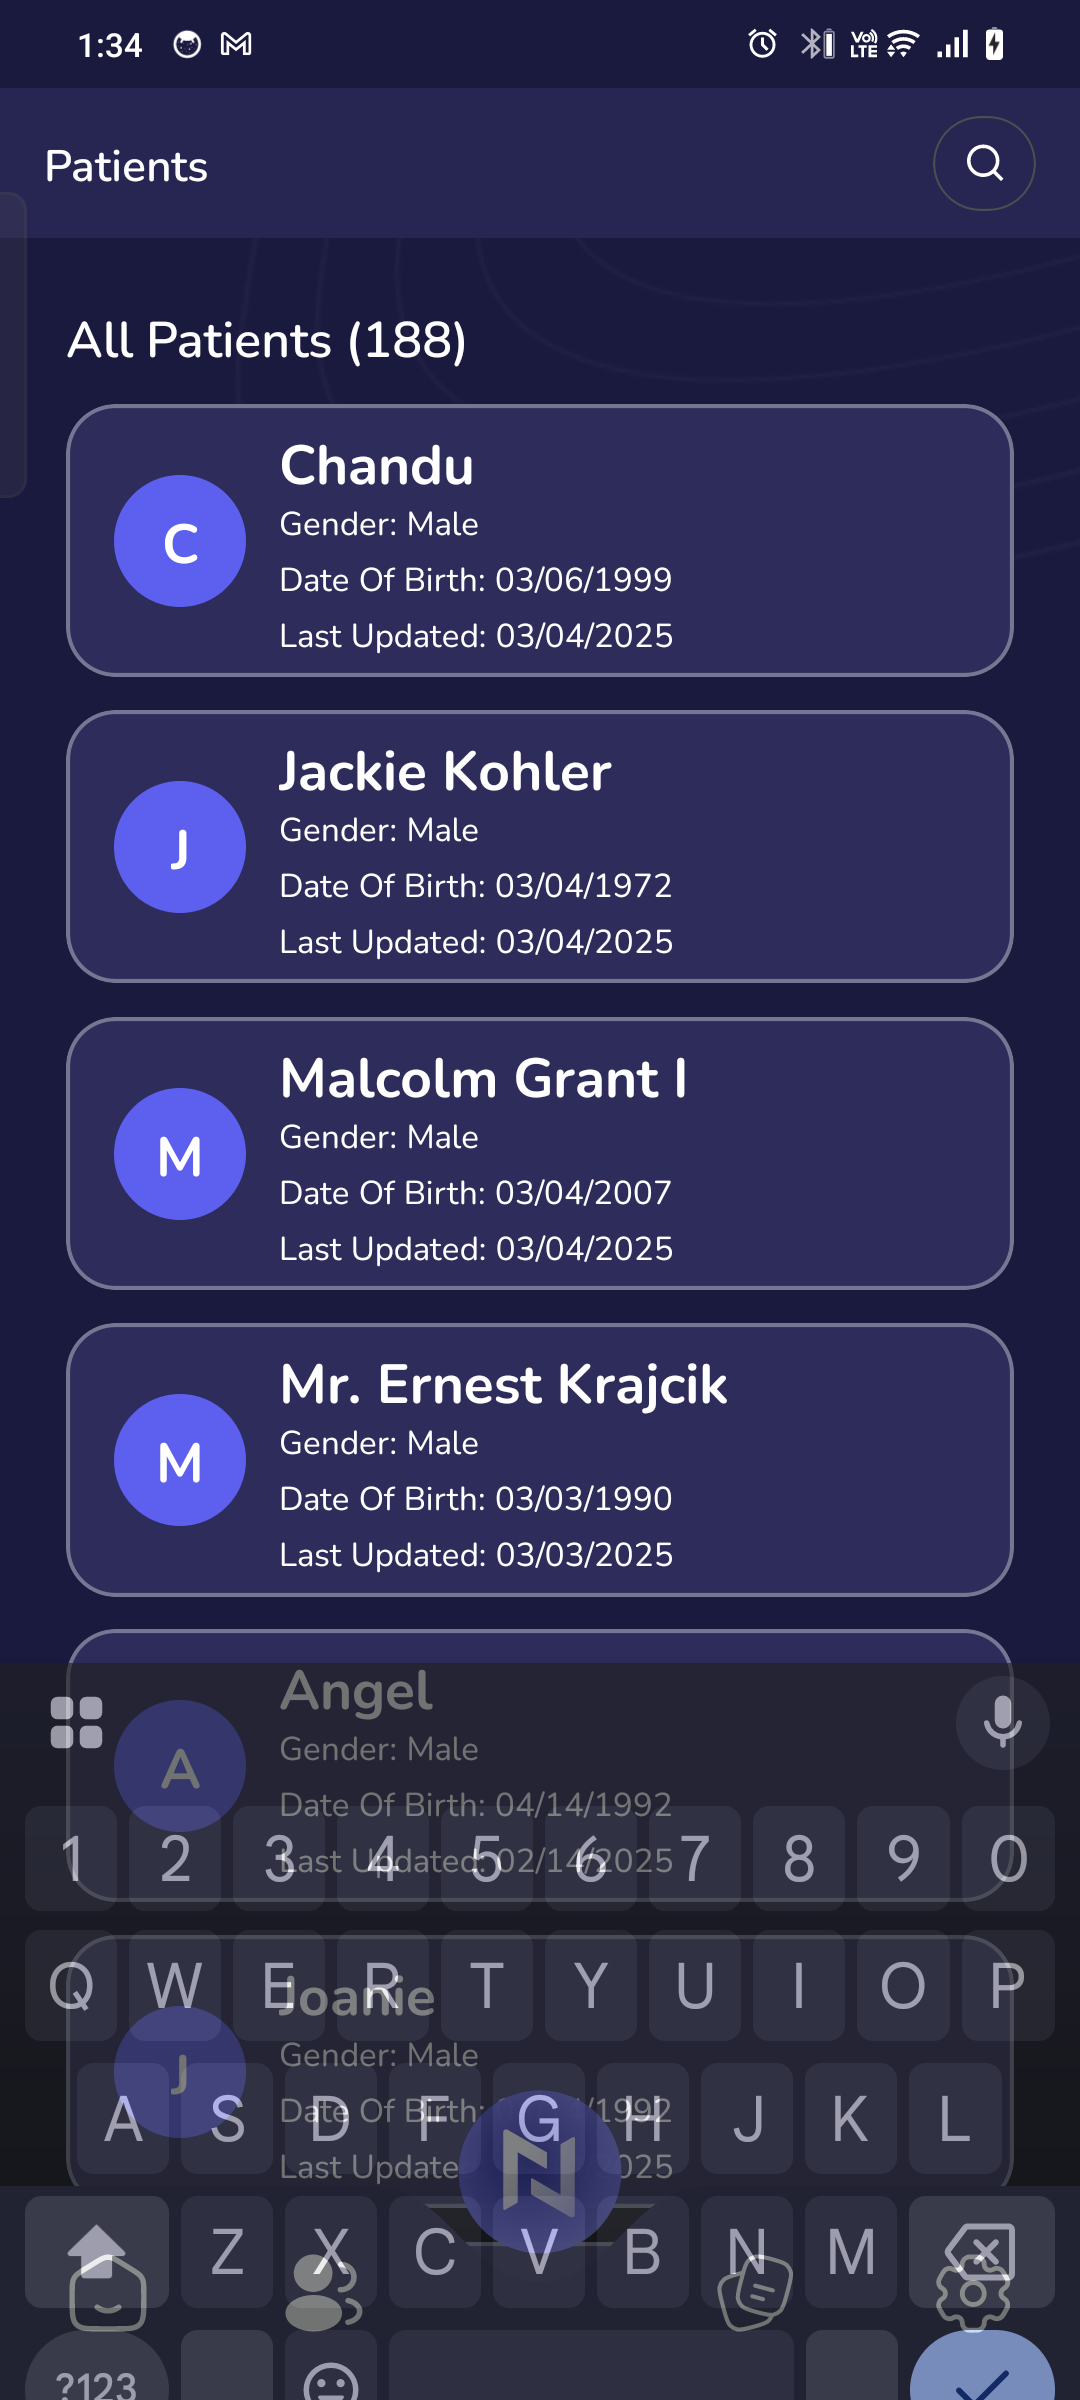 1:34
Vo)) LTE
Patients
All Patients (188)
C
Chandu
Gender: Male
Date Of Birth: 03/06/1999
Last Updated: 03/04/2025
J
Jackie Kohler
Gender: Male
Date Of Birth: 03/04/1972
Last Updated: 03/04/2025
M
Malcolm Grant I
Gender: Male
Date Of Birth: 03/04/2007
Last Updated: 03/04/2025
M
Mr. Ernest Krajcik
Gender: Male
Date Of Birth: 03/03/1990
Last Updated: 03/03/2025
A
Angel
Gender: Male
Date Of Birth: 04/14/1992
Last Updated: 02/14/2025
1 2 3 4 5 6 7 8 9 0
Q W E R T Y U I O P
J
Joanie
Gender: Male
Date Of Birth: /1992
A S D F G H J K L
Last Update 025
Z X C V B N M
?123